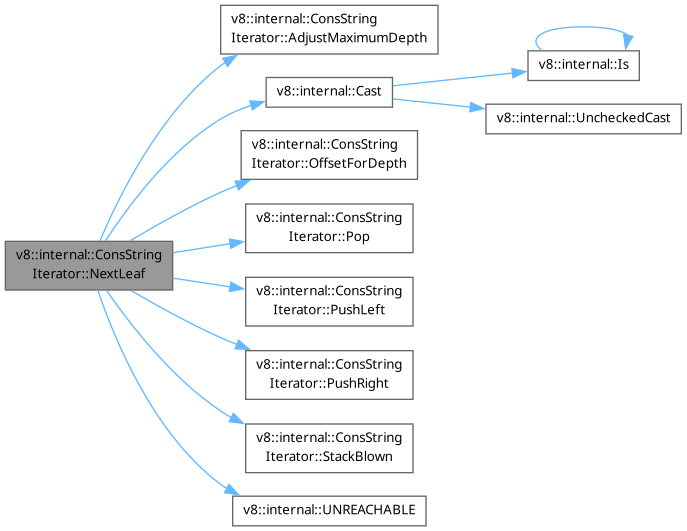 v8::internal::ConsString
Iterator::AdjustMaximumDepth
v8::internal::Cast
v8::internal::Is
v8::internal::UncheckedCast
v8::internal::ConsString
Iterator::OffsetForDepth
v8::internal::ConsString
Iterator::Pop
v8::internal::ConsString
Iterator::NextLeaf
v8::internal::ConsString
Iterator::PushLeft
v8::internal::ConsString
Iterator::PushRight
v8::internal::ConsString
Iterator::StackBlown
v8::internal::UNREACHABLE